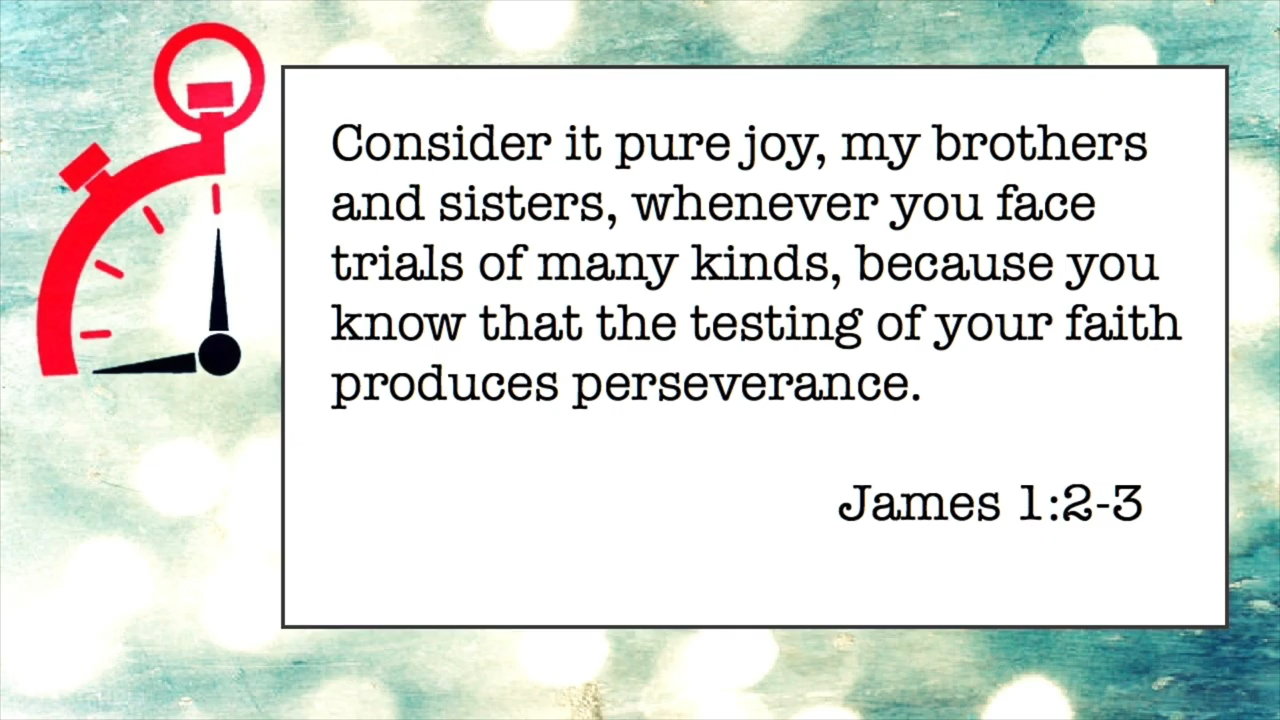 Consider it pure joy, my brothers
and sisters, whenever you face
trials of many kinds, because you
know that the testing of your faith
produces perseverance.
James 1:2-3